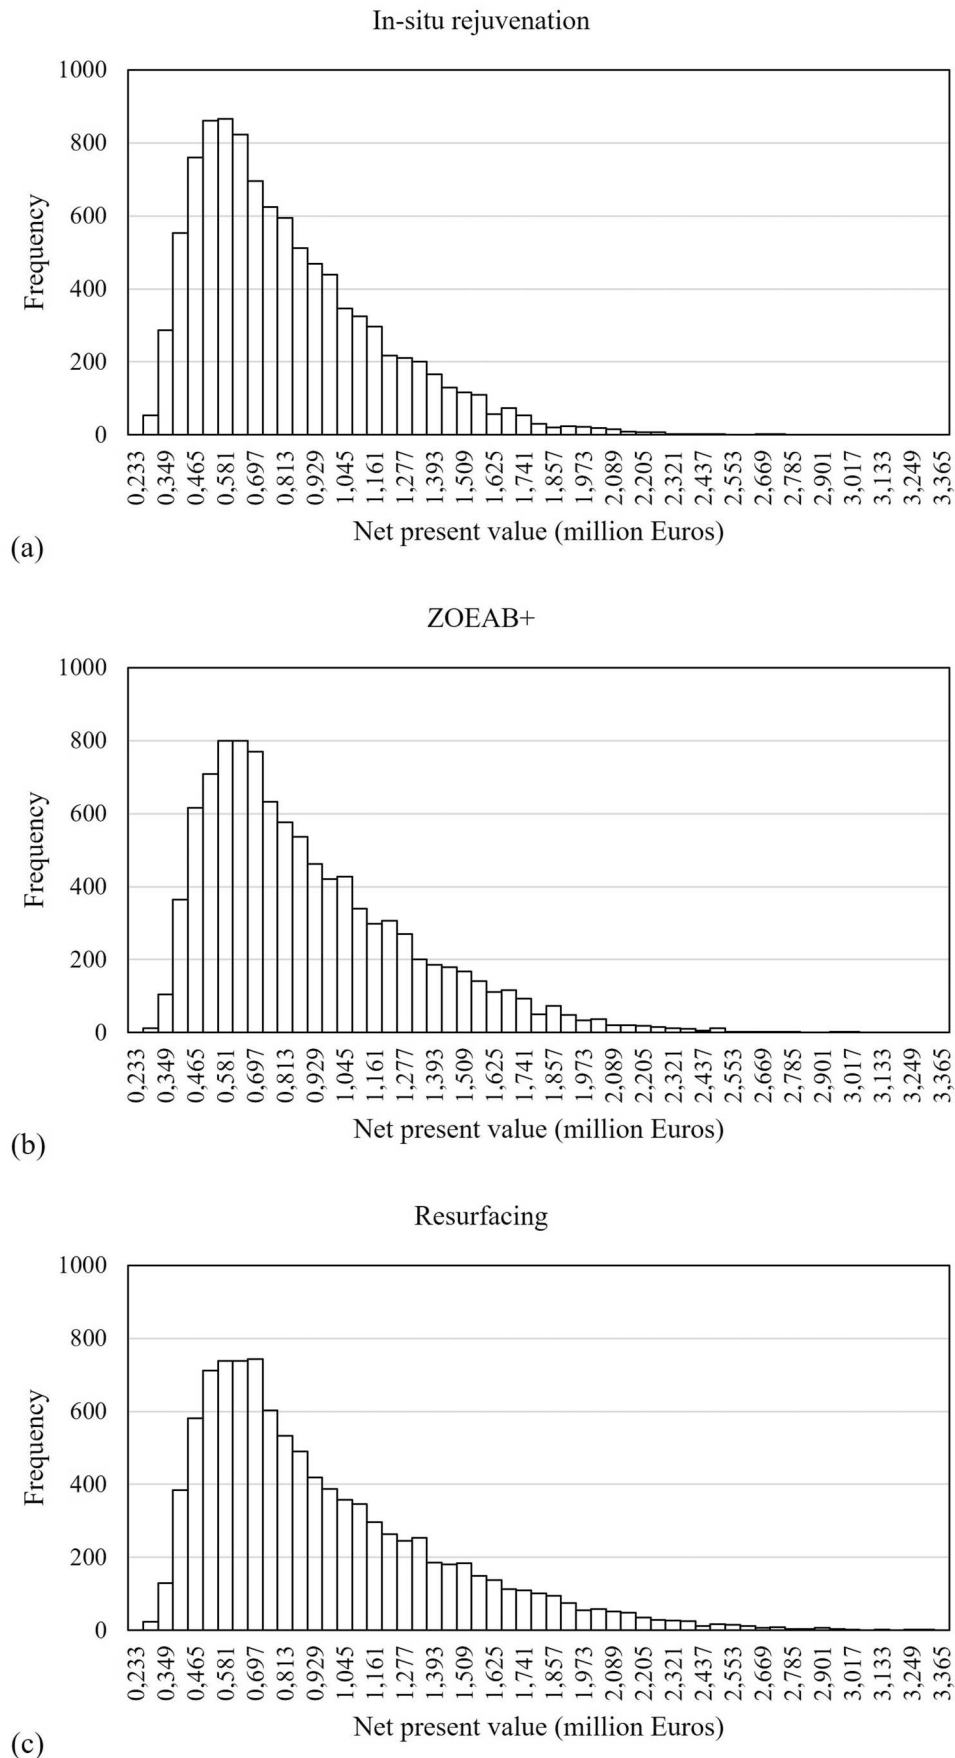 In-situ rejuvenation
1000
800
600
400
200
0
Frequency
0,233 0,349 0,465 0,581 0,697 0,813 0,929 1,045 1,161 1,277 1,393 1,509 1,625 1,741 1,857 1,973 2,089 2,205 2,321 2,437 2,553 2,669 2,785 2,901 3,017 3,133 3,249 3,365
Net present value (million Euros)
(a)
ZOEAB+
1000
800
600
400
200
0
Frequency
0,233 0,349 0,465 0,581 0,697 0,813 0,929 1,045 1,161 1,277 1,393 1,509 1,625 1,741 1,857 1,973 2,089 2,205 2,321 2,437 2,553 2,669 2,785 2,901 3,017 3,133 3,249 3,365
Net present value (million Euros)
(b)
Resurfacing
1000
800
600
400
200
0
Frequency
0,233 0,349 0,465 0,581 0,697 0,813 0,929 1,045 1,161 1,277 1,393 1,509 1,625 1,741 1,857 1,973 2,089 2,205 2,321 2,437 2,553 2,669 2,785 2,901 3,017 3,133 3,249 3,365
Net present value (million Euros)
(c)